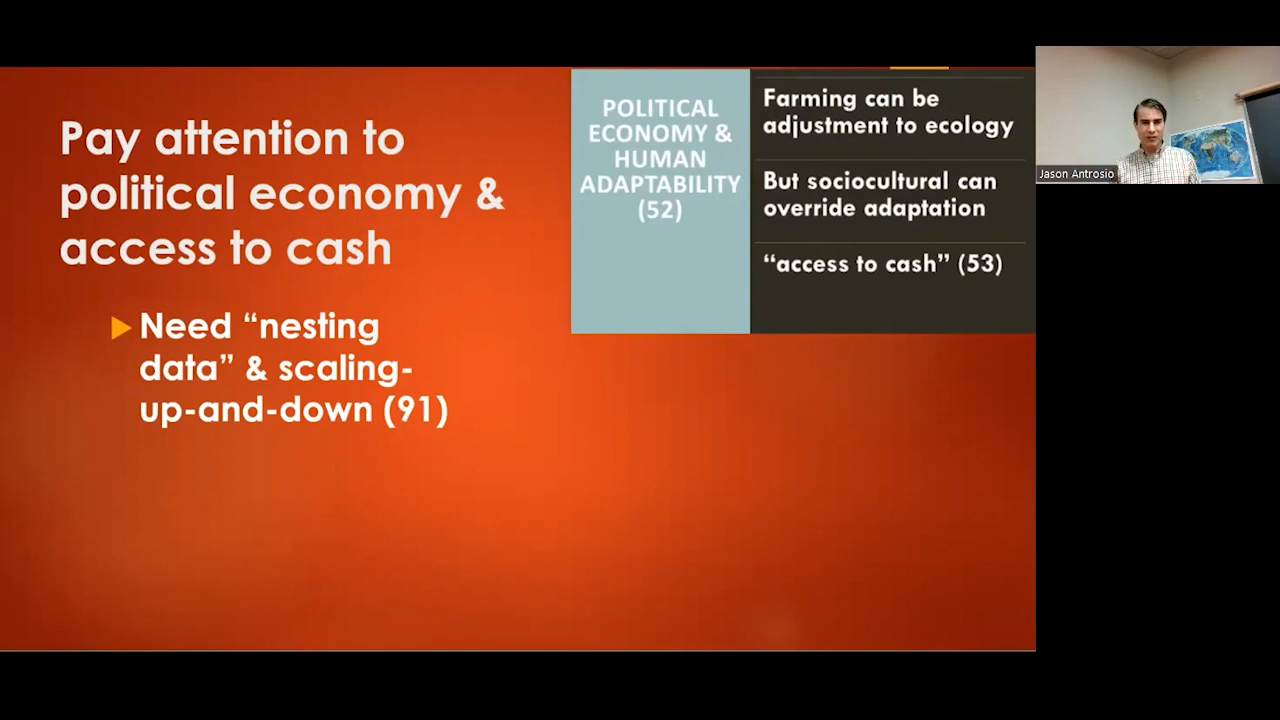 Pay attention to
political economy &
access to cash
Need “nesting
data” & scaling-
up-and-down (91)
POLITICAL
ECONOMY &
HUMAN
ADAPTABILITY
(52)
Farming can be
adjustment to ecology
But sociocultural can
override adaptation
“access to cash” (53)
Jason Antrosio